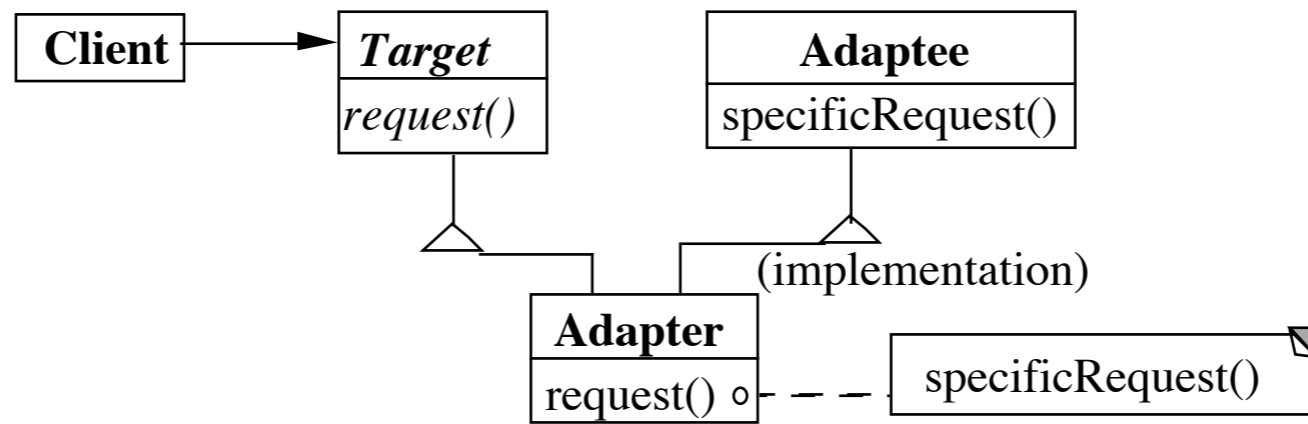 Client
Target
request()
Adaptee
specificRequest()
(implementation)
Adapter
request()
specificRequest()